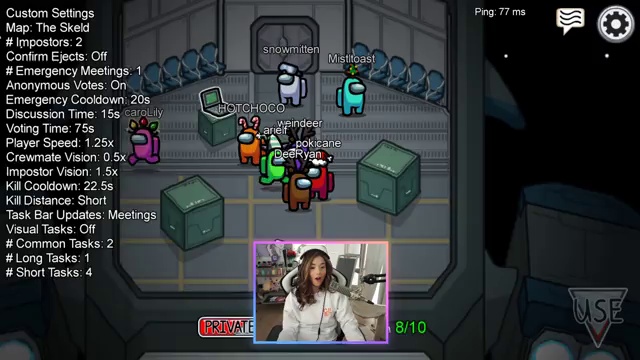 Custom Settings
Map: The Skeld
# Impostors: 2
Confirm Ejects: Off
# Emergency Meetings: 1
Anonymous Votes: On
Emergency Cooldown: 20s
Discussion Time: 15s
Voting Time: 75s
Player Speed: 1.25x
Crewmate Vision: 0.5x
Impostor Vision: 1.5x
Kill Cooldown: 22.5s
Kill Distance: Short
Task Bar Updates: Meetings
Visual Tasks: Off
# Common Tasks: 2
# Long Tasks: 1
# Short Tasks: 4
Ping: 77 ms
snowmitten
Mistltoast
HOTCHOCO
caroLily
weindeer
arieif
pokicane
DeeRyan
PRIVATE
8/10
USE